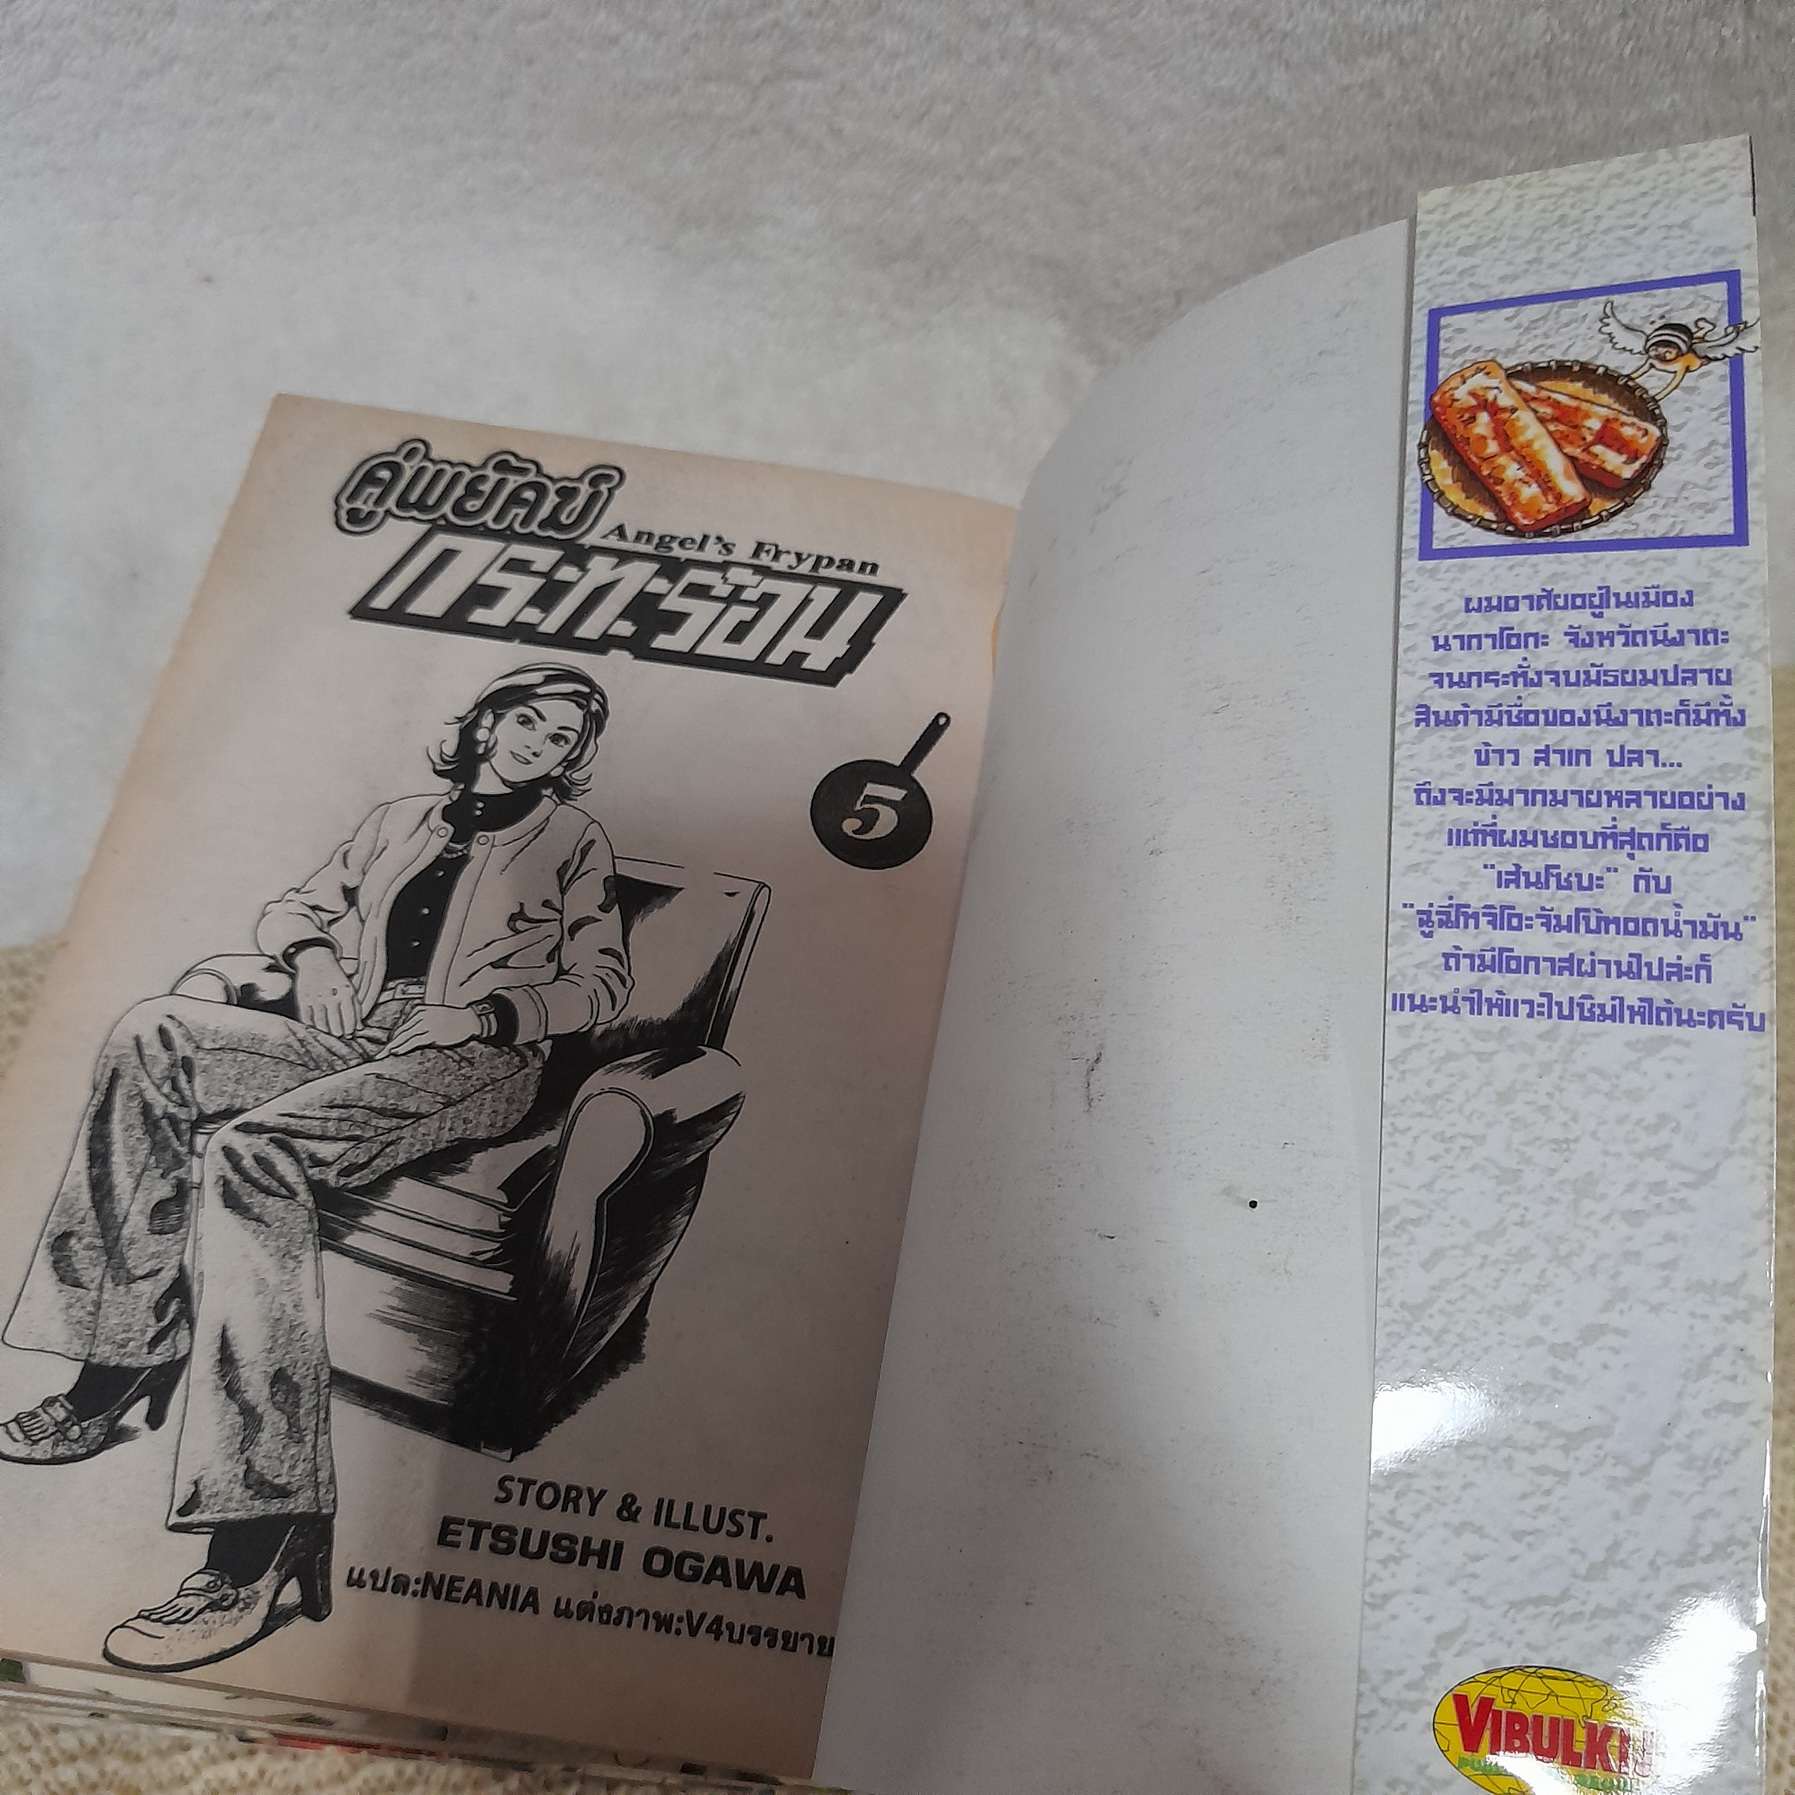 คู่พยัคฆ์
Angel's Frypan
กระทะร้อน
5
STORY & ILLUST.
ETSUSHI OGAWA
แปล:NEANIA แต่งภาพ:V4บรรยาย
ผมอาศัยอยู่ในเมือง
นากาโอกะ จังหวัดนีงาตะ
จนกระทั่งจบมัธยมปลาย
สินค้ามีชื่อของนีงาตะก็มีทั้ง
ข้าว สาเก ปลา...
ถึงจะมีมากมายหลายอย่าง
แต่ที่ผมชอบที่สุดก็คือ
"เส้นโซบะ" กับ
"ฉู่ฉี่โทจิโอะจัมโบ้ทอดน้ำมัน"
ถ้ามีโอกาสผ่านไปล่ะก็
แนะนำให้แวะไปชิมให้ได้นะครับ